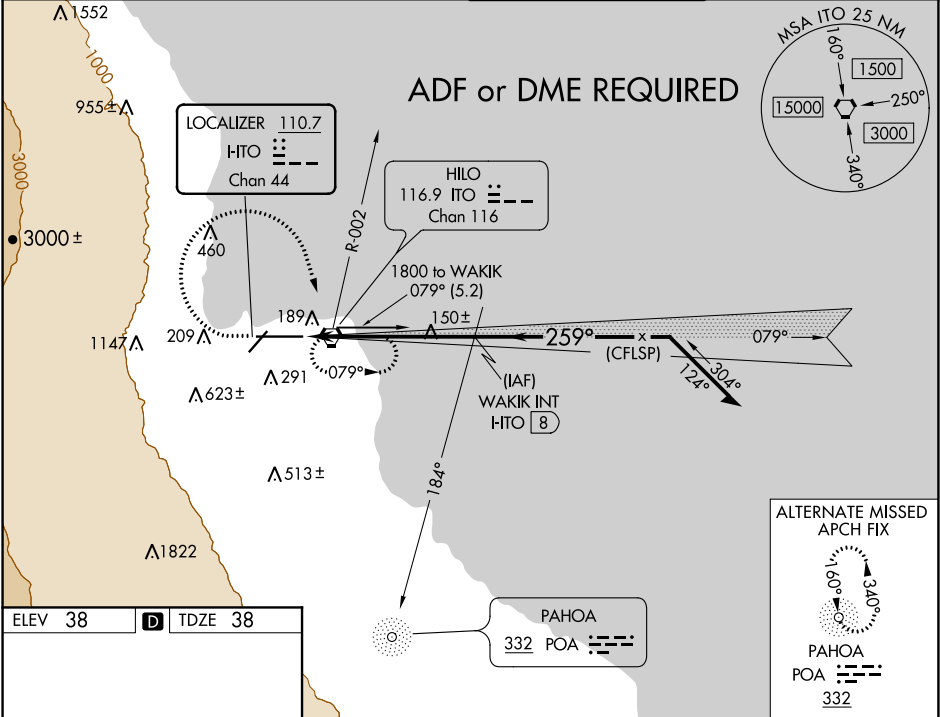 1552
1000
955±
3000
3000±
1147
LOCALIZER 110.7
I-ITO
Chan 44
ADF or DME REQUIRED
MSA ITO 25 NM
160°
1500
15000
250°
3000
340°
HILO
116.9 ITO
Chan 116
R-002
460
1800 to WAKIK
079° (5.2)
189
209
150±
259°
x
(CFLSP)
079°
304°
124°
291
079°
623±
(IAF)
WAKIK INT
I-ITO 8
513±
184°
1822
ELEV 38
D
TDZE 38
PAHOA
332 POA
ALTERNATE MISSED
APCH FIX
160°
340°
PAHOA
POA
332